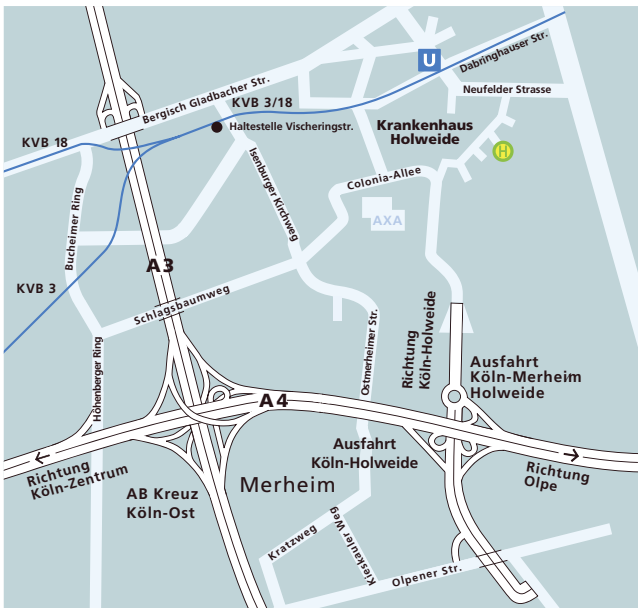 U
Dabringhauser Str.
Bergisch Gladbacher Str.
Neufelder Strasse
KVB 3/18
Haltestelle Vischeringstr.
Krankenhaus
Holweide
KVB 18
H
Isenburger Kirchweg
Colonia-Allee
Bucheimer Ring
AXA
A3
KVB 3
Schlagsbaumweg
Richtung
Köln-Holweide
Ostmerheimer Str.
Höhenberger Ring
Ausfahrt
Köln-Merheim
Holweide
A4
Ausfahrt
Köln-Holweide
Richtung
Köln-Zentrum
Richtung
Olpe
AB Kreuz
Köln-Ost
Merheim
Kratzweg
Kieskauler Weg
Olpener Str.